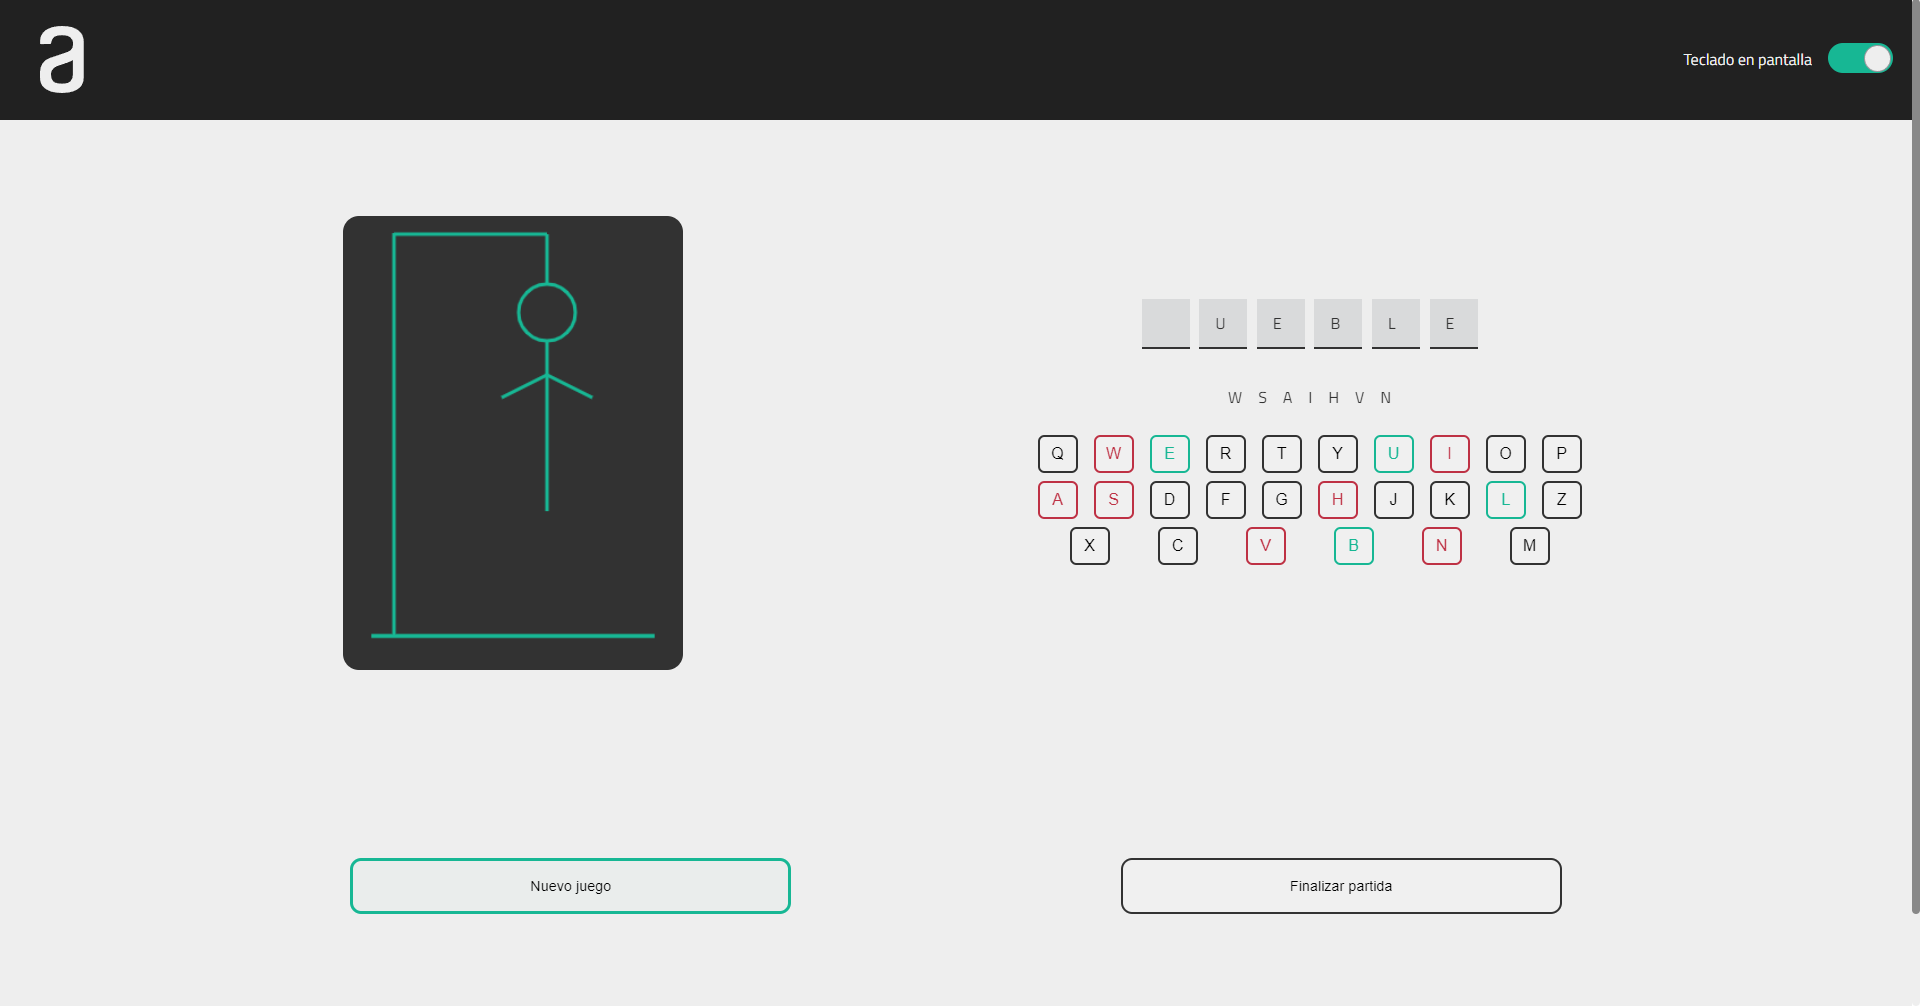 a
Teclado en pantalla
U E B L E
W S A I H V N
Q W E R T Y U I O P
A S D F G H J K L Z
X C V B N M
Nuevo juego
Finalizar partida